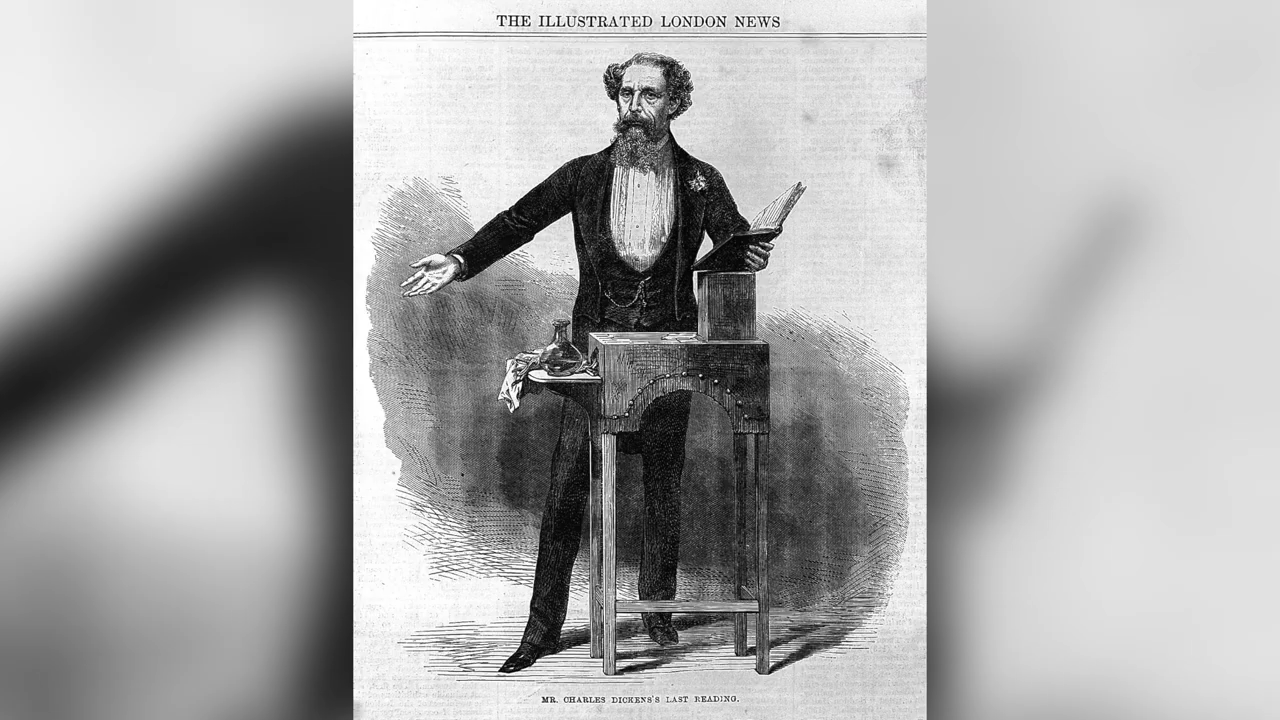 THE ILLUSTRATED LONDON NEWS
MR. CHARLES DICKENS'S LAST READING.